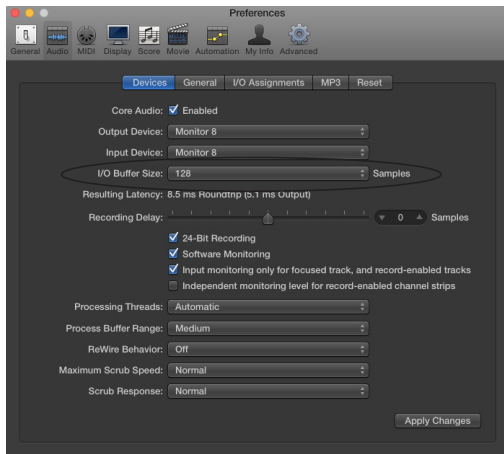 Preferences
General Audio MIDI Display Score Movie Automation My Info Advanced
Devices General I/O Assignments MP3 Reset
Core Audio: Enabled
Output Device: Monitor 8
Input Device: Monitor 8
I/O Buffer Size: 128 Samples
Resulting Latency: 8.5 ms Roundtrip (5.1 ms Output)
Recording Delay: 0 Samples
24-Bit Recording
Software Monitoring
Input monitoring only for focused track, and record-enabled tracks
Independent monitoring level for record-enabled channel strips
Processing Threads: Automatic
Process Buffer Range: Medium
ReWire Behavior: Off
Maximum Scrub Speed: Normal
Scrub Response: Normal
Apply Changes